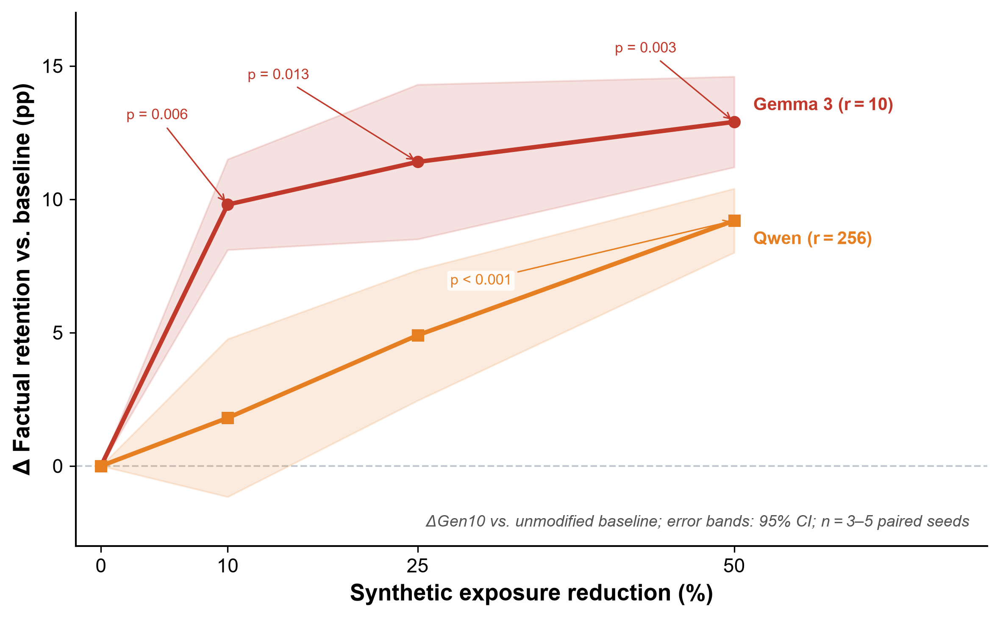 Δ Factual retention vs. baseline (pp)
15
10
5
0
p = 0.003
p = 0.013
p = 0.006
Gemma 3 (r = 10)
Qwen (r = 256)
p < 0.001
ΔGen10 vs. unmodified baseline; error bands: 95% CI; n = 3–5 paired seeds
0
10
25
50
Synthetic exposure reduction (%)